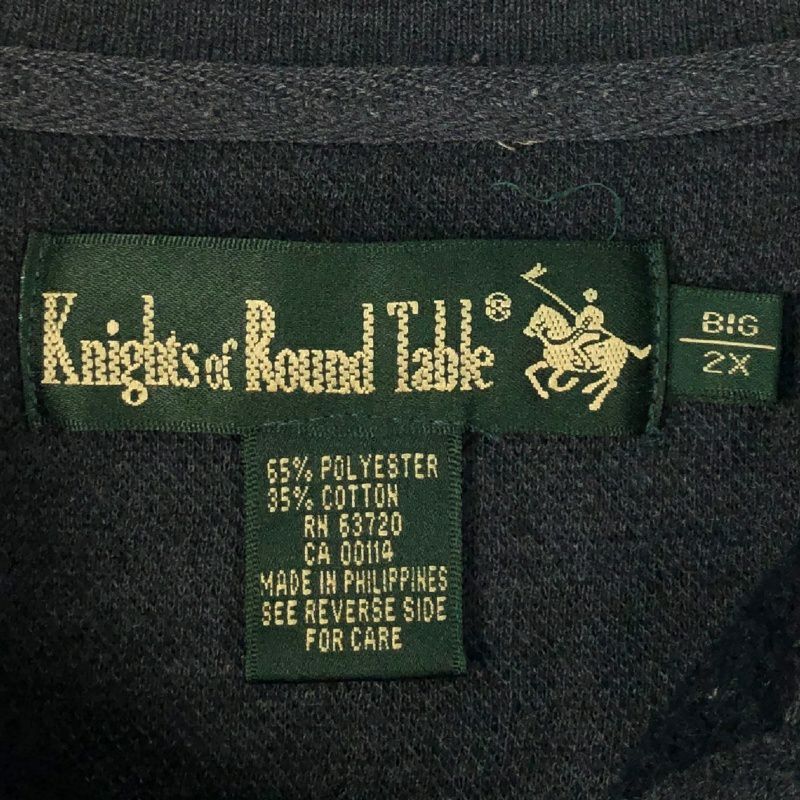 Knights of Round Table®
BIG
2X
65% POLYESTER
35% COTTON
RN 63720
CA 00114
MADE IN PHILIPPINES
SEE REVERSE SIDE
FOR CARE